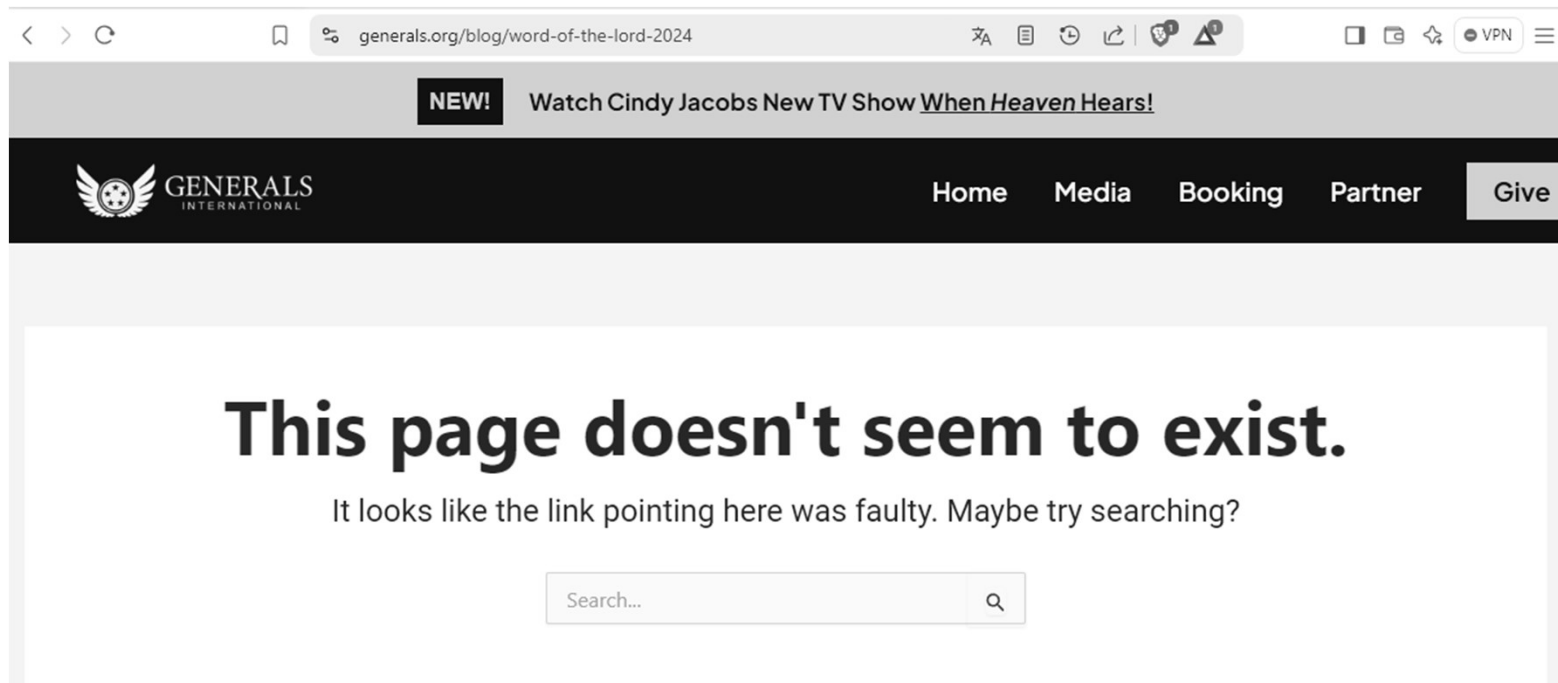 generals.org/blog/word-of-the-lord-2024
1
1
VPN
NEW! Watch Cindy Jacobs New TV Show When Heaven Hears!
GENERALS
INTERNATIONAL
Home Media Booking Partner Give
This page doesn't seem to exist.
It looks like the link pointing here was faulty. Maybe try searching?
Search...